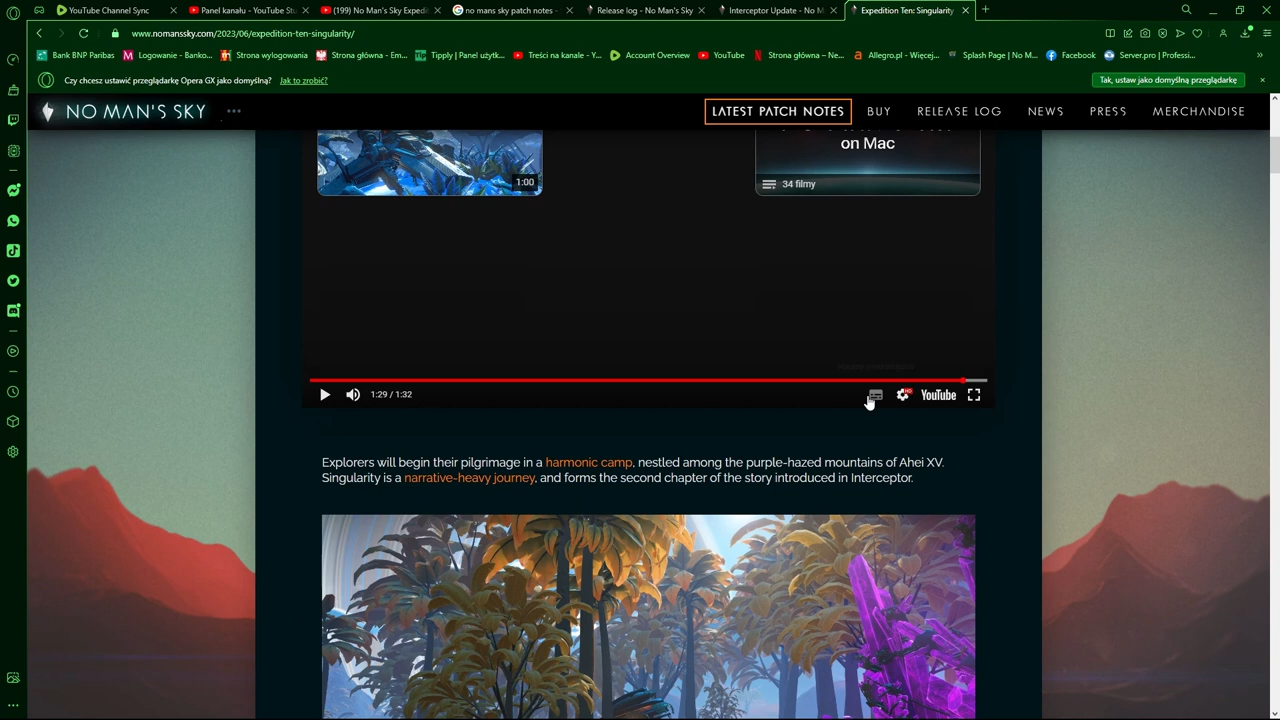 YouTube Channel Sync
Panel kanału - YouTube Stu
(199) No Man's Sky Expedi
no mans sky patch notes -
Release log - No Man's Sky
Interceptor Update - No M
Expedition Ten: Singularity
www.nomanssky.com/2023/06/expedition-ten-singularity/
Bank BNP Paribas
Logowanie - Banko...
Strona wylogowania
Strona główna – Em...
Tipply | Panel użytk...
Treści na kanale – Y...
Account Overview
YouTube
Strona główna – Ne...
Allegro.pl - Więcej...
Splash Page | No M...
Facebook
Server.pro | Professi...
Czy chcesz ustawić przeglądarkę Opera GX jako domyślną?
Jak to zrobić?
Tak, ustaw jako domyślną przeglądarkę
NO MAN'S SKY
LATEST PATCH NOTES
BUY
RELEASE LOG
NEWS
PRESS
MERCHANDISE
on Mac
1:00
34 filmy
1:29 / 1:32
HD
YouTube
Explorers will begin their pilgrimage in a harmonic camp, nestled among the purple-hazed mountains of Ahei XV.
Singularity is a narrative-heavy journey, and forms the second chapter of the story introduced in Interceptor.